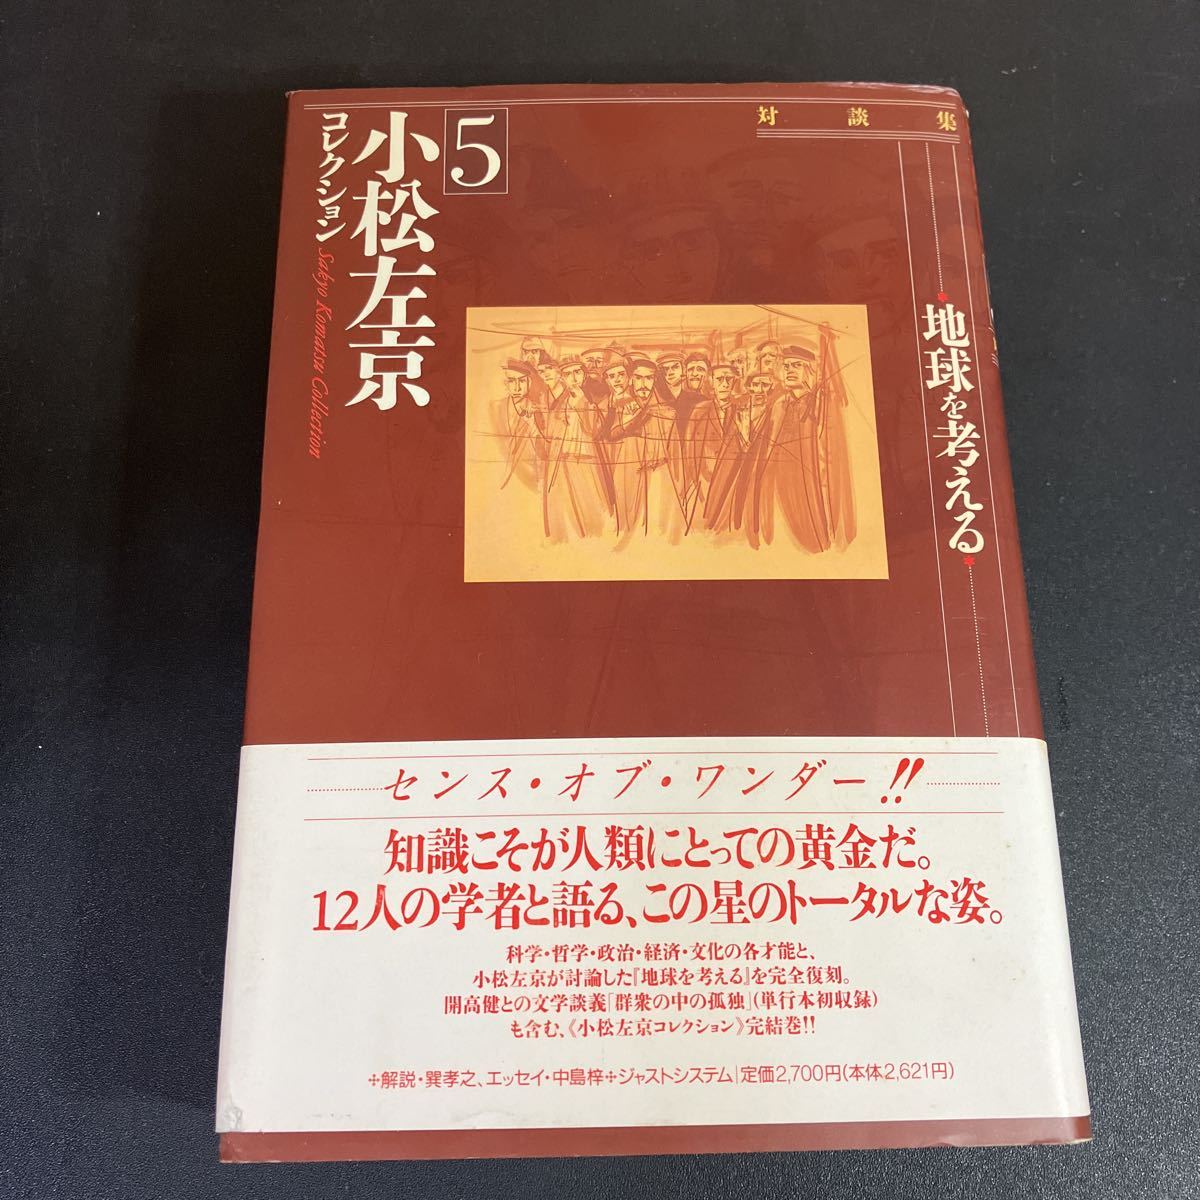 対談集
地球を考える
5
小松左京
コレクション
Sakyo Komatsu Collection
センス・オブ・ワンダー!!
知識こそが人類にとっての黄金だ。
12人の学者と語る、この星のトータルな姿。
科学・哲学・政治・経済・文化の各才能と、
小松左京が討論した『地球を考える』を完全復刻。
開高健との文学談義「群衆の中の孤独」(単行本初収録)
も含む、《小松左京コレクション》完結巻!!
✢解説・巽孝之、エッセイ・中島梓✢ジャストシステム|定価2,700円(本体2,621円)